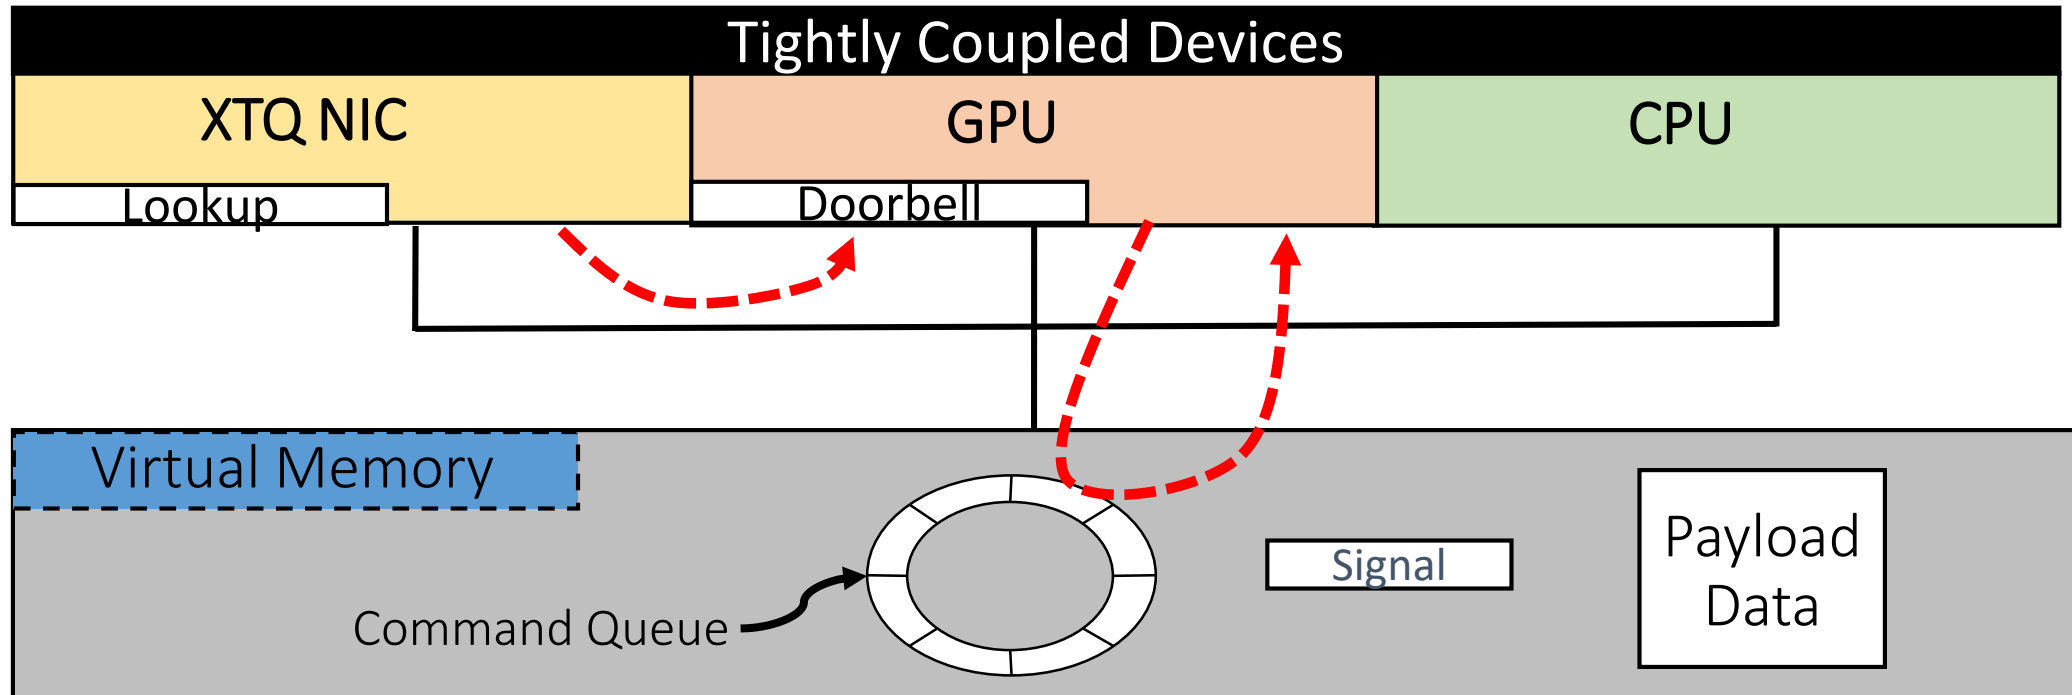 Tightly Coupled Devices
XTQ NIC
GPU
CPU
Lookup
Doorbell
Virtual Memory
Command Queue
Signal
Payload
Data